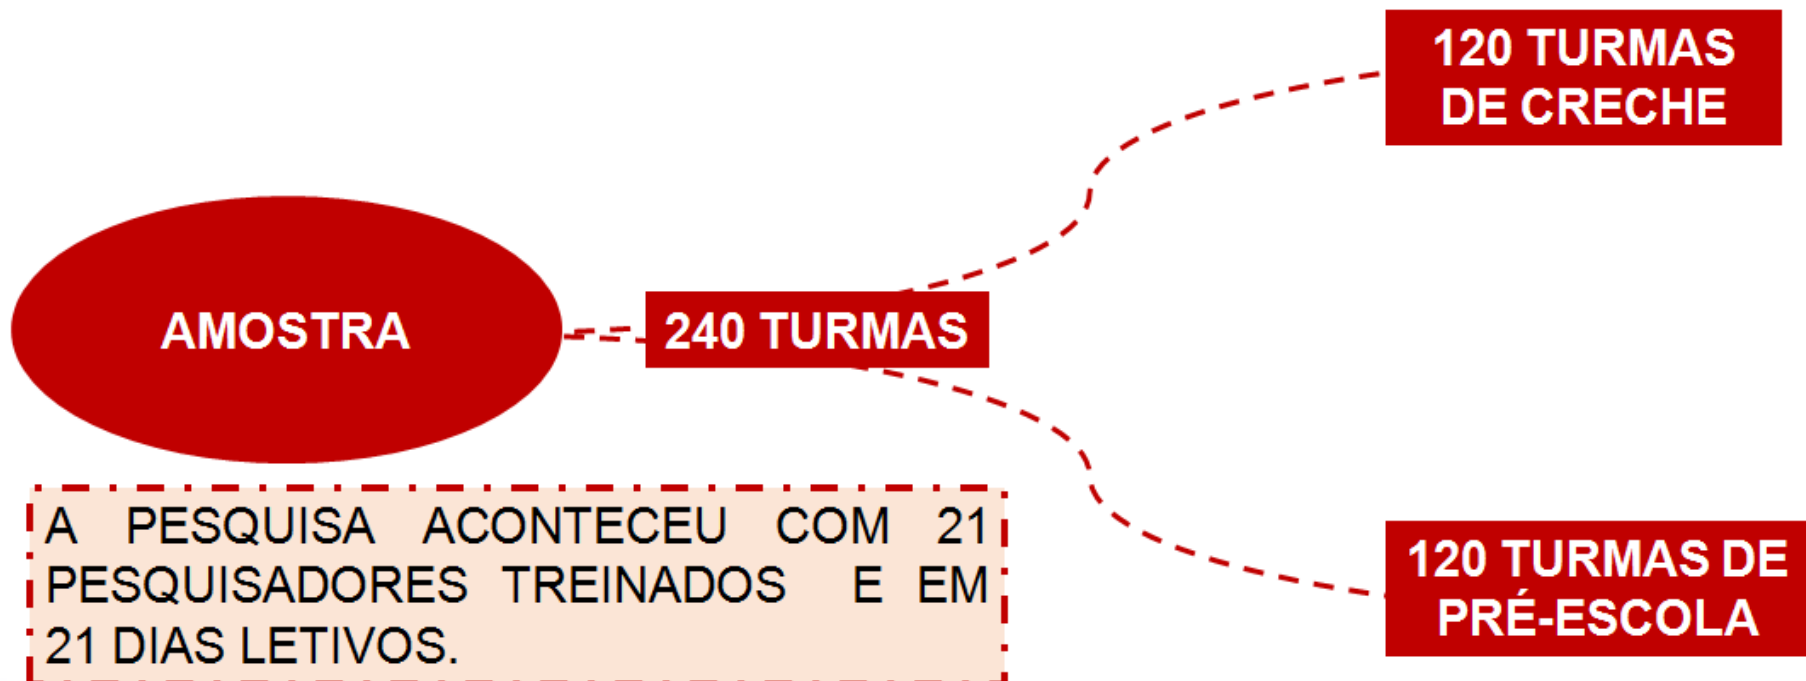 120 TURMAS
DE CRECHE
AMOSTRA
240 TURMAS
A PESQUISA ACONTECEU COM 21
PESQUISADORES TREINADOS E EM
21 DIAS LETIVOS.
120 TURMAS DE
PRÉ-ESCOLA